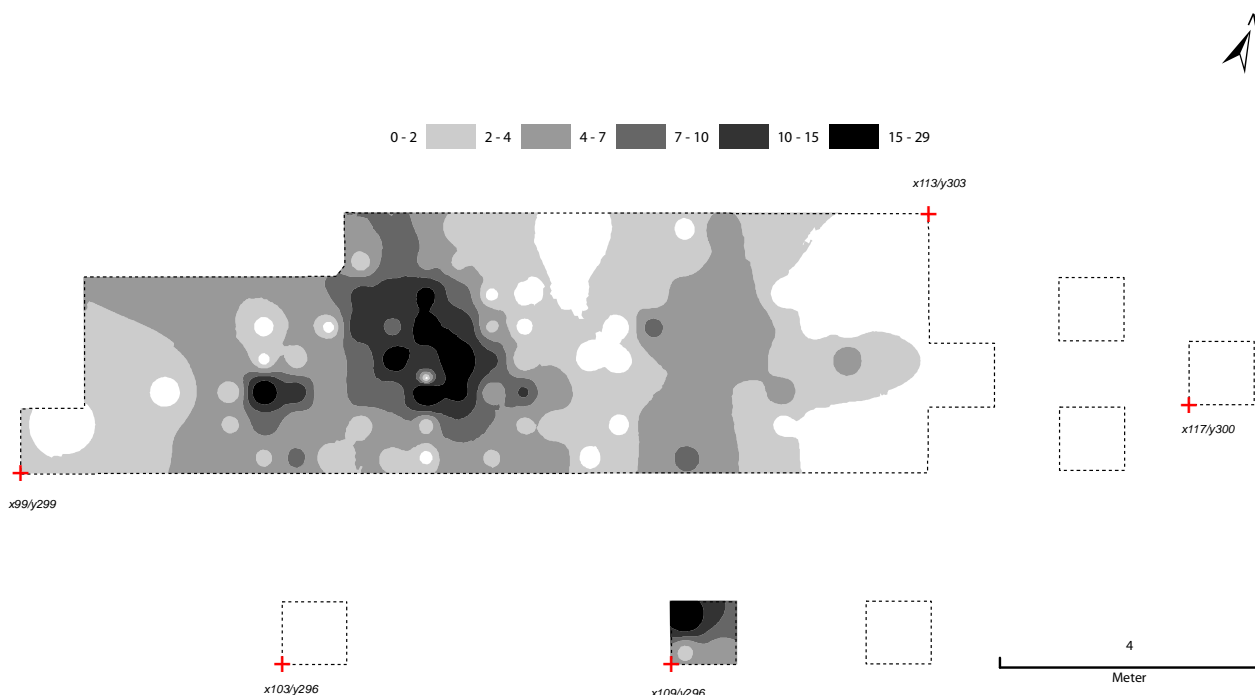 N
0 - 2 2 - 4 4 - 7 7 - 10 10 - 15 15 - 29
x113/y303
x117/y300
x99/y299
4
Meter
x103/y296
x109/y296